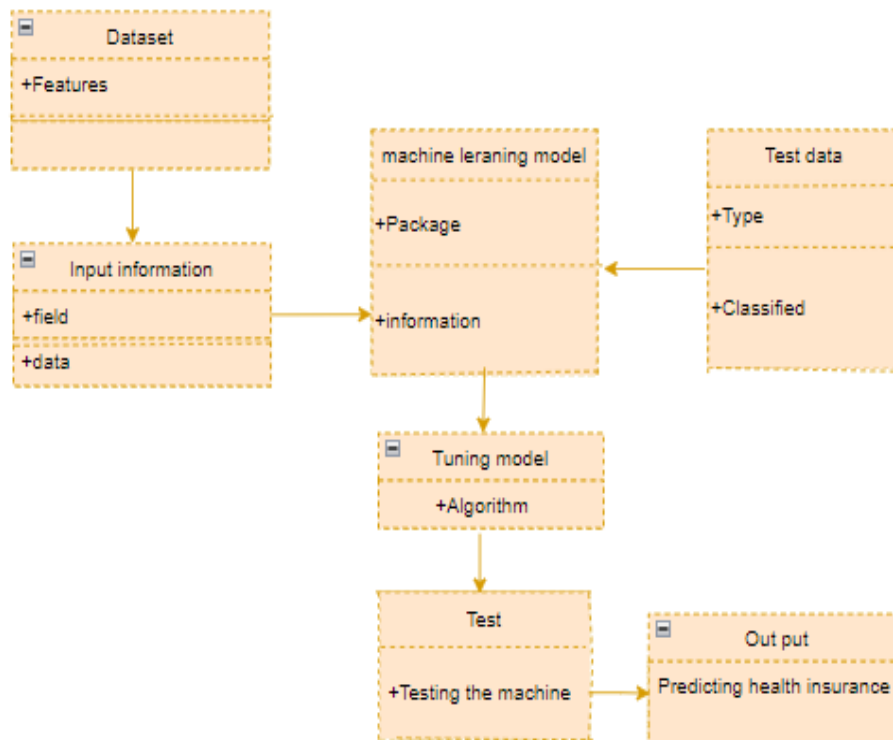 Dataset
+Features
machine leraning model
+Package
+information
Test data
+Type
+Classified
Input information
+field
+data
Tuning model
+Algorithm
Test
+Testing the machine
Out put
Predicting health insurance